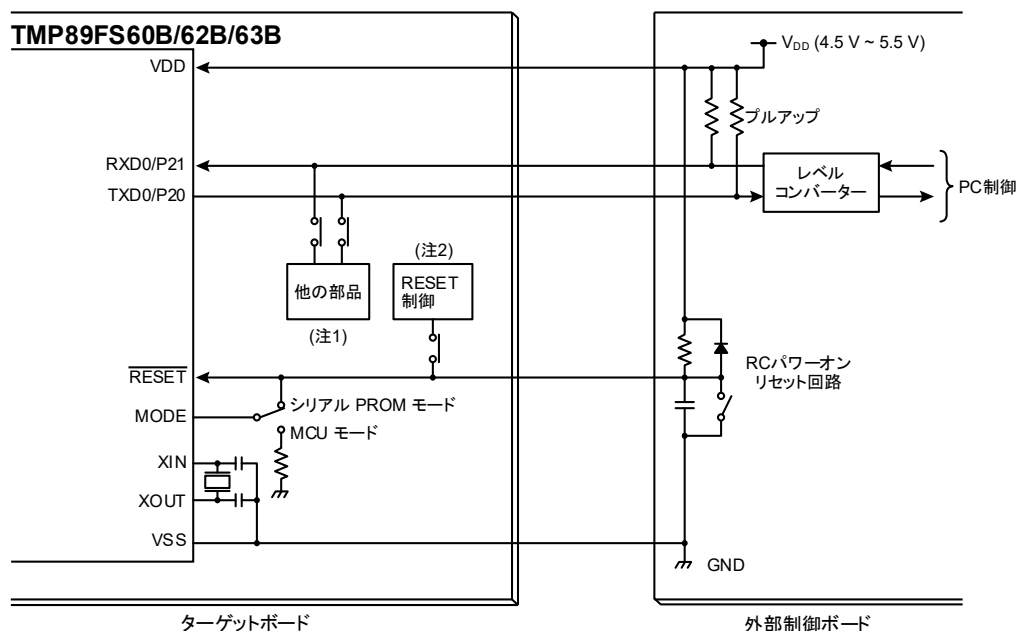 TMP89FS60B/62B/63B
VDD
VDD (4.5 V ~ 5.5 V)
プルアップ
RXD0/P21
TXD0/P20
レベル
コンバーター
PC制御
(注2)
RESET
制御
他の部品
(注1)
RCパワーオン
リセット回路
RESET
シリアル PROM モード
MODE
MCU モード
XIN
XOUT
VSS
GND
ターゲットボード
外部制御ボード